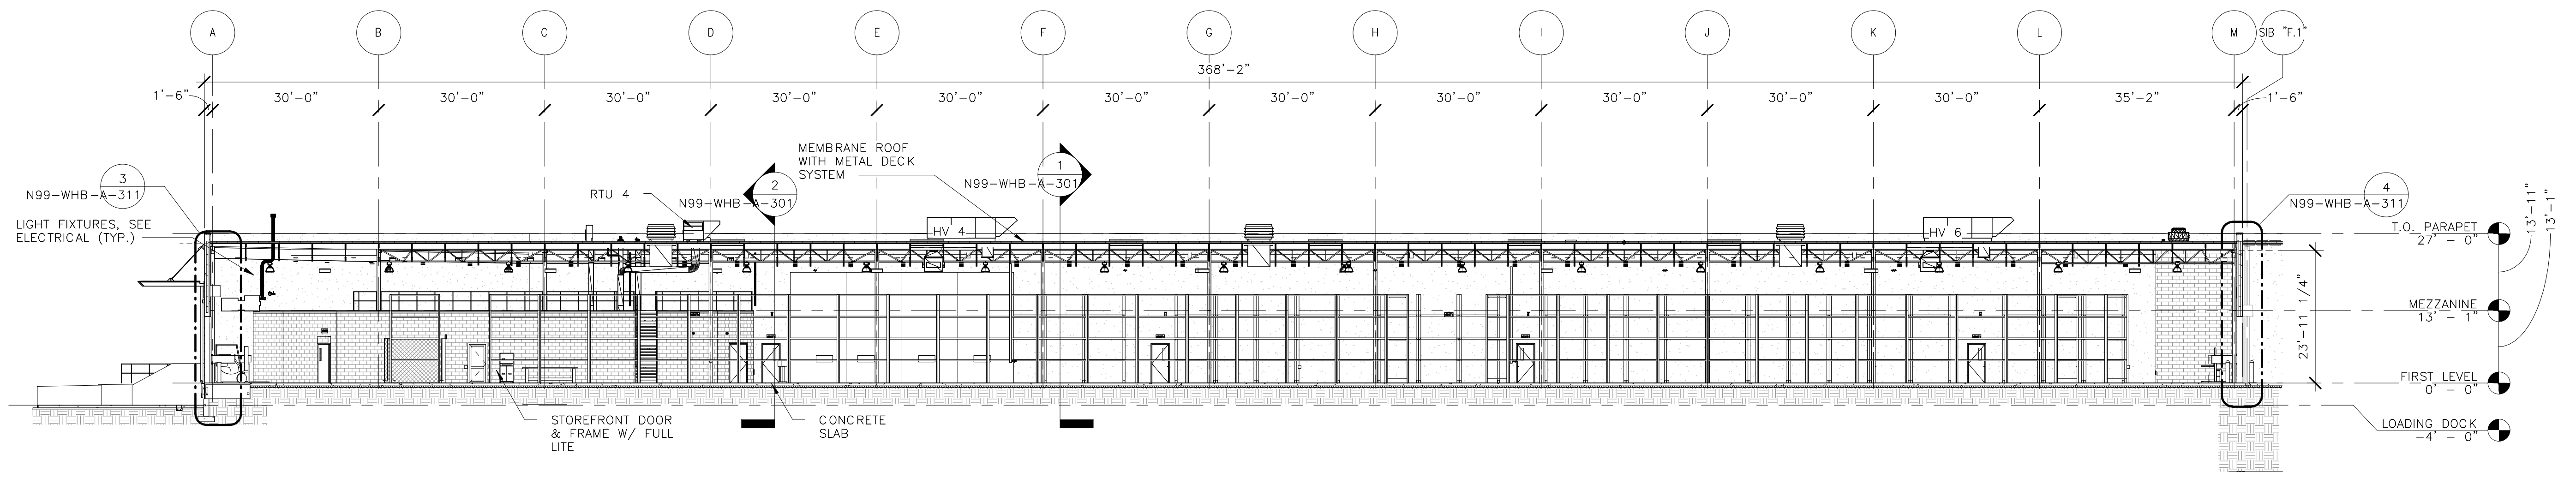 A B C D E F G H I J K L M SIB "F.1"
368'-2"
1'-6" 30'-0" 30'-0" 30'-0" 30'-0" 30'-0" 30'-0" 30'-0" 30'-0" 30'-0" 30'-0" 30'-0" 35'-2" 1'-6"
3
N99-WHB-A-311
LIGHT FIXTURES, SEE
ELECTRICAL (TYP.)
RTU 4
2
N99-WHB-A-301
MEMBRANE ROOF
WITH METAL DECK
SYSTEM
1
N99-WHB-A-301
4
N99-WHB-A-311
HV 4
HV 6
T.O. PARAPET
27' - 0"
13'-11"
13'-1"
MEZZANINE
13' - 1"
23'-11 1/4"
FIRST LEVEL
0' - 0"
LOADING DOCK
-4' - 0"
STOREFRONT DOOR
& FRAME W/ FULL
LITE
CONCRETE
SLAB